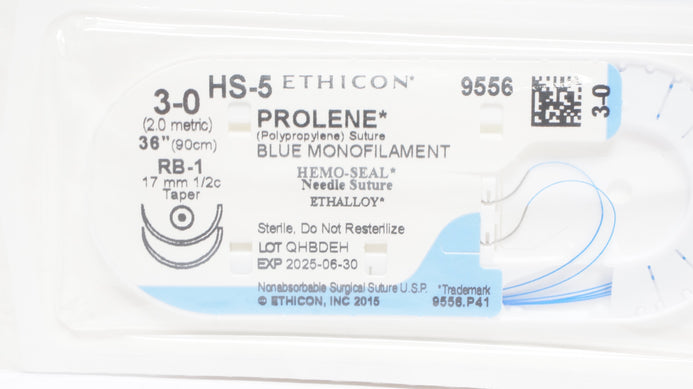 HS-5 ETHICON*
9556
3-0
3-0
(2.0 metric)
36" (90cm)
RB-1
17 mm 1/2c
Taper
PROLENE*
(Polypropylene) Suture
BLUE MONOFILAMENT
HEMO-SEAL*
Needle Suture
ETHALLOY*
Sterile, Do Not Resterilize
LOT QHBDEH
EXP 2025-06-30
Nonabsorbable Surgical Suture U.S.P. *Trademark
© ETHICON, INC 2015 9556.P41